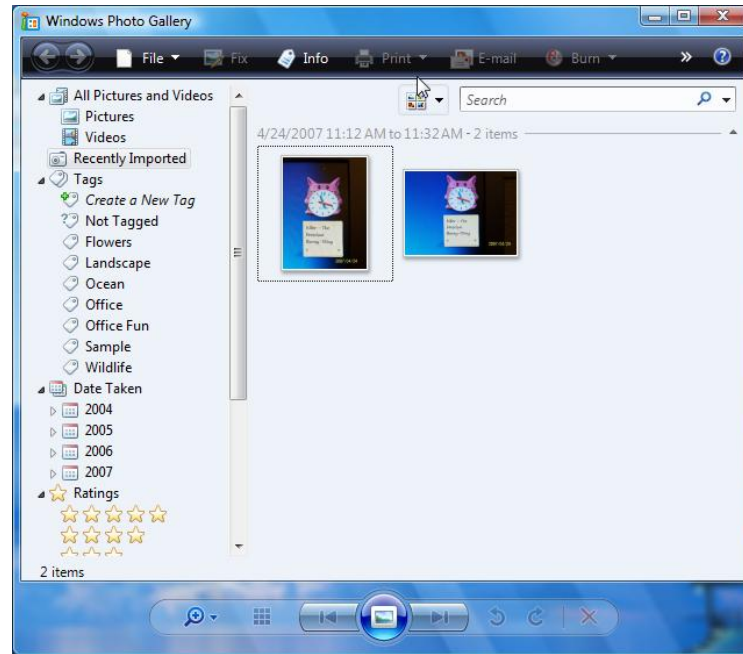 Windows Photo Gallery
File Fix Info Print E-mail Burn »
All Pictures and Videos
Pictures
Videos
Recently Imported
Tags
Create a New Tag
Not Tagged
Flowers
Landscape
Ocean
Office
Office Fun
Sample
Wildlife
Date Taken
2004
2005
2006
2007
Ratings
2 items
Search
4/24/2007 11:12 AM to 11:32 AM - 2 items